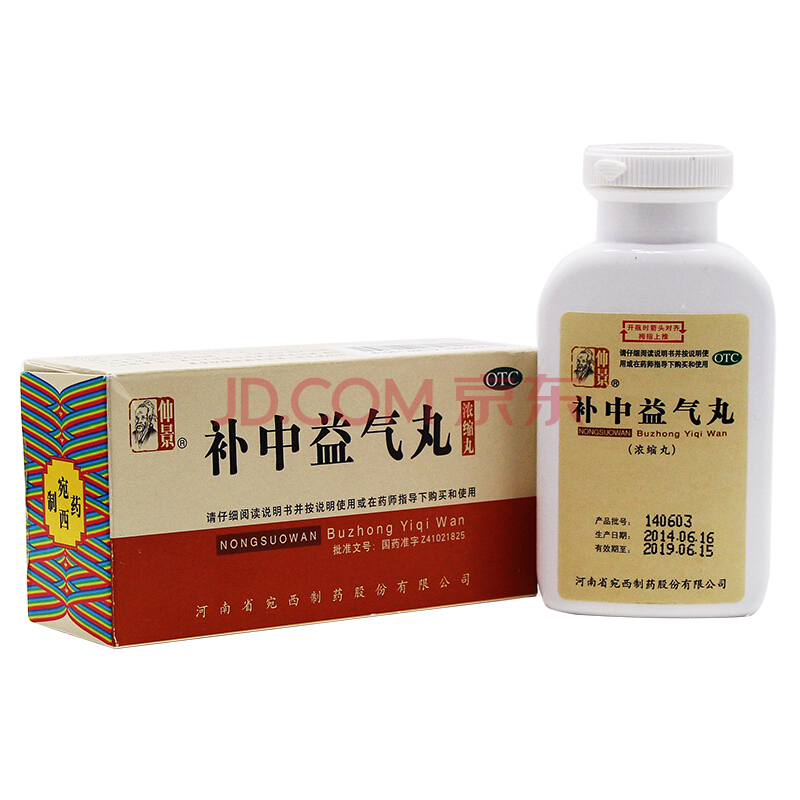 仲景®
OTC
补中益气丸
浓缩丸
请仔细阅读说明书并按说明使用或在药师指导下购买和使用
NONGSUOWAN Buzhong Yiqi Wan
批准文号：国药准字Z41021825
河南省宛西制药股份有限公司
宛西制药
JD.COM 京东
开瓶时箭头对齐
拇指上推
仲景®
请仔细阅读说明书并按说明使
用或在药师指导下购买和使用
OTC
补中益气丸
NONGSUOWAN Buzhong Yiqi Wan
(浓缩丸)
产品批号： 140603
生产日期： 2014.06.16
有效期至： 2019.06.15
河南省宛西制药股份有限公司